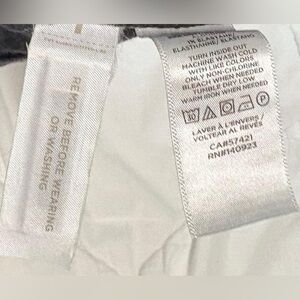 REMOVE BEFORE WEARING
OR WASHING
% ELASTANE /
ELASTHANNE / ELASTANO
TURN INSIDE OUT
MACHINE WASH COLD
WITH LIKE COLORS
ONLY NON-CHLORINE
BLEACH WHEN NEEDED
TUMBLE DRY LOW
WARM IRON WHEN NEEDED
30
P
LAVER À L'ENVERS /
VOLTEAR AL REVÉS
CA#57421
RN#140923